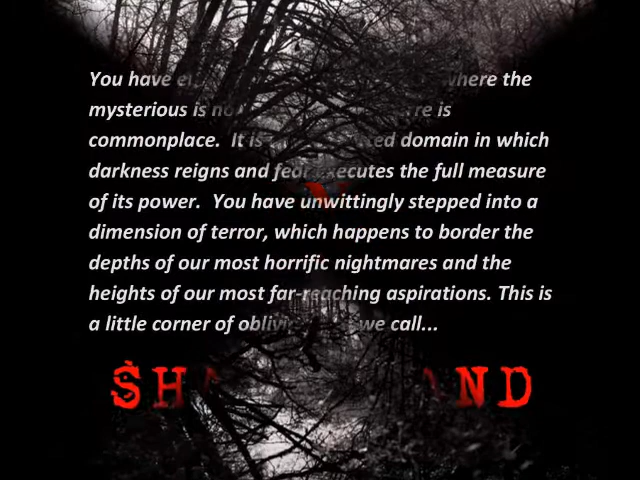 You have where the
mysterious is is
commonplace. It is domain in which
darkness reigns and fear executes the full measure
of its power. You have unwittingly stepped into a
dimension of terror, which happens to border the
depths of our most horrific nightmares and the
heights of our most far-reaching aspirations. This is
a little corner of we call...